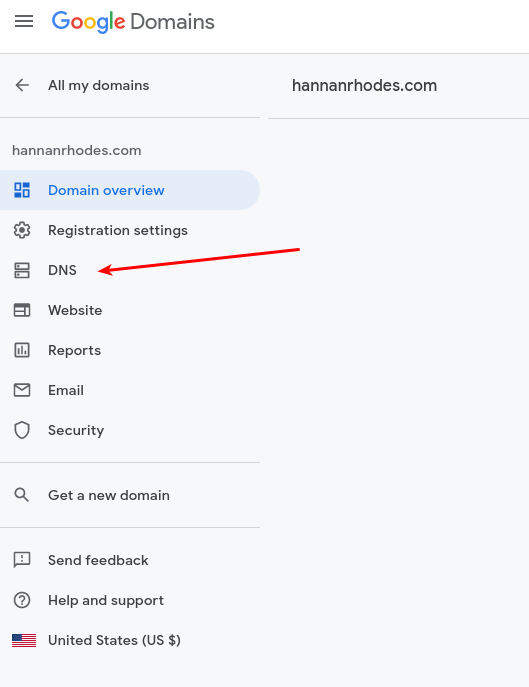 Google Domains
All my domains
hannanrhodes.com
hannanrhodes.com
Domain overview
Registration settings
DNS
Website
Reports
Email
Security
Get a new domain
Send feedback
Help and support
United States (US $)